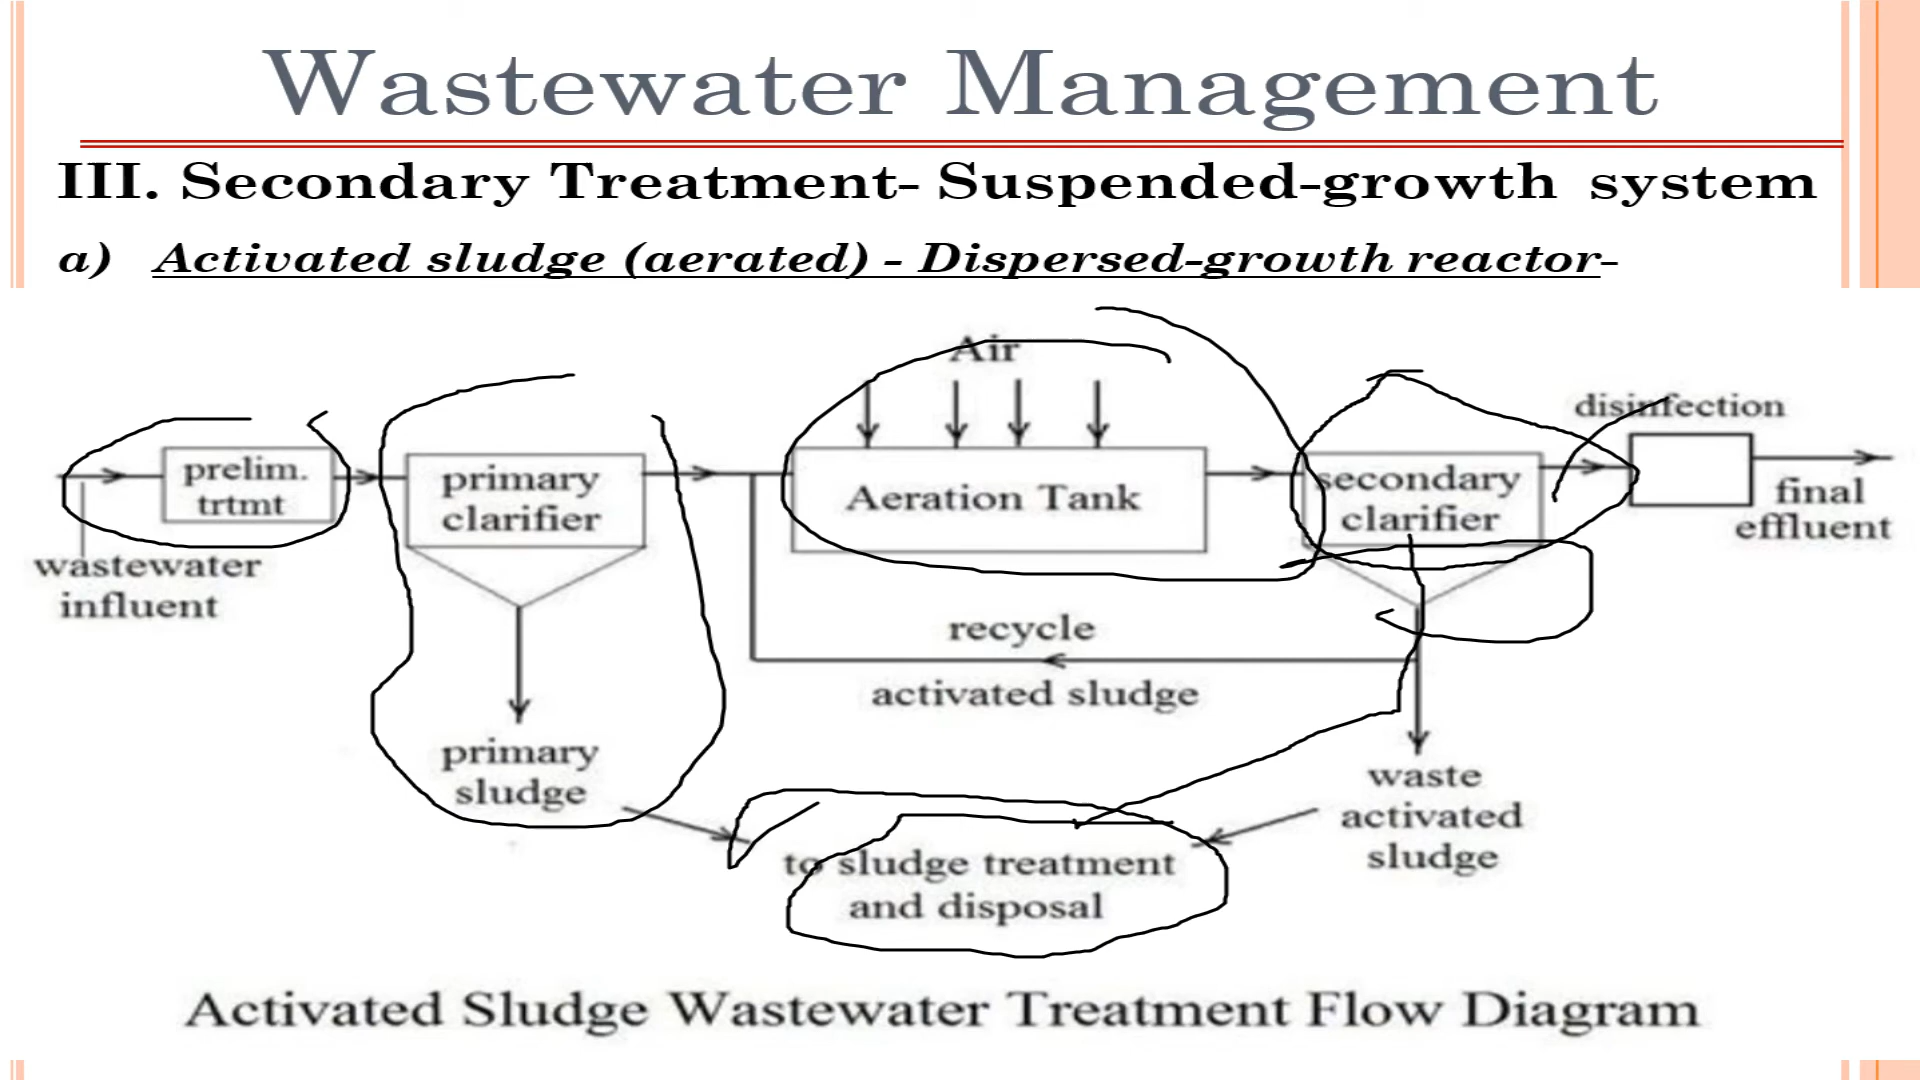 Wastewater Management
III. Secondary Treatment- Suspended-growth system
a) Activated sludge (aerated) - Dispersed-growth reactor-
Air
disinfection
prelim.
trtmt
primary
clarifier
Aeration Tank
secondary
clarifier
final
effluent
wastewater
influent
recycle
activated sludge
primary
sludge
waste
activated
sludge
to sludge treatment
and disposal
Activated Sludge Wastewater Treatment Flow Diagram